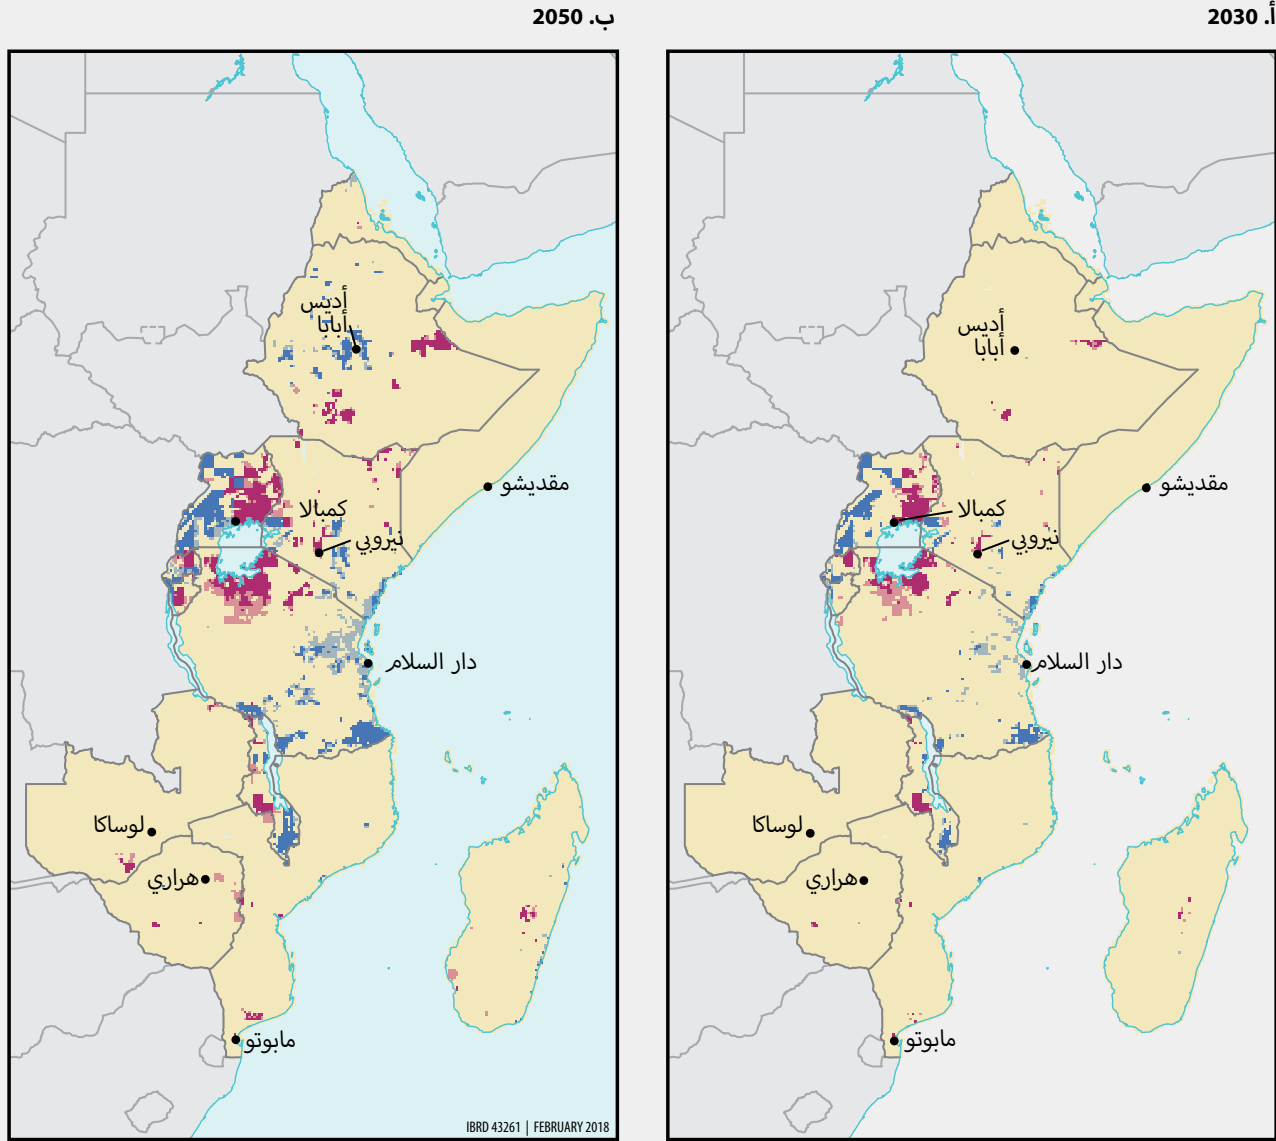 أ. 2030
ب. 2050
أديس
أبابا
مقديشو
كمبالا
نيروبي
دار السلام
لوساكا
هراري
مابوتو
أديس
أبابا
مقديشو
كمبالا
نيروبي
دار السلام
لوساكا
هراري
مابوتو
IBRD 43261 | FEBRUARY 2018